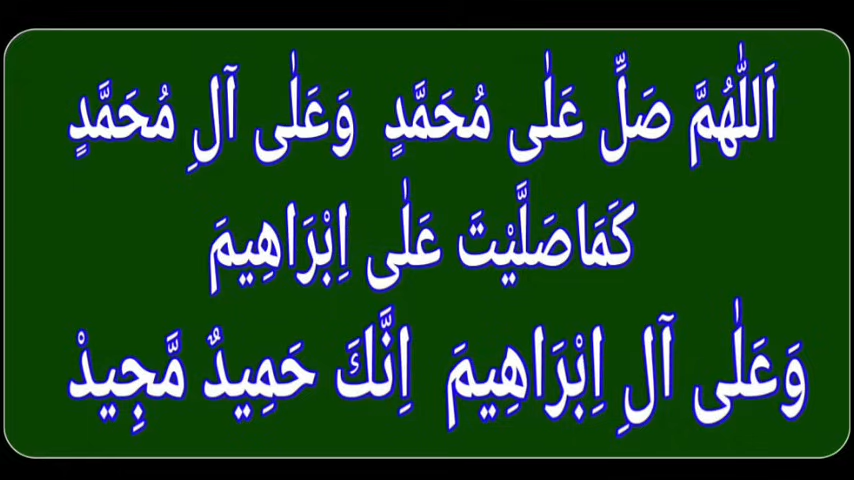 اَللّٰهُمَّ صَلِّ عَلٰى مُحَمَّدٍ وَعَلٰى آلِ مُحَمَّدٍ
كَمَاصَلَّيْتَ عَلٰى اِبْرَاهِيمَ
وَعَلٰى آلِ اِبْرَاهِيمَ اِنَّكَ حَمِيدٌ مَّجِيدْ